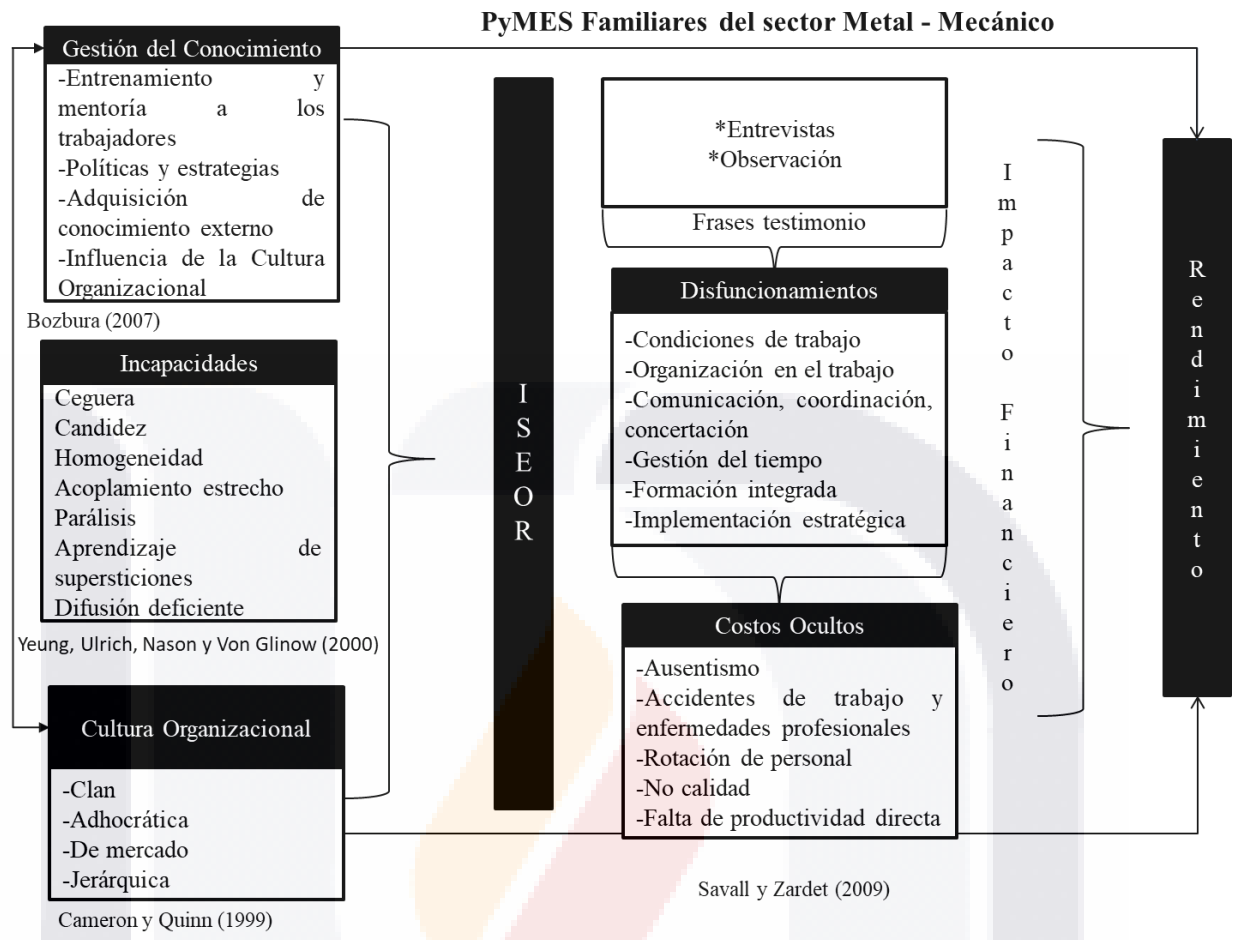 PyMES Familiares del sector Metal - Mecánico
Gestión del Conocimiento
-Entrenamiento y
mentoría a los
trabajadores
-Políticas y estrategias
-Adquisición de
conocimiento externo
-Influencia de la Cultura
Organizacional
Bozbura (2007)
Incapacidades
Ceguera
Candidez
Homogeneidad
Acoplamiento estrecho
Parálisis
Aprendizaje de
supersticiones
Difusión deficiente
Yeung, Ulrich, Nason y Von Glinow (2000)
Cultura Organizacional
-Clan
-Adhocrática
-De mercado
-Jerárquica
Cameron y Quinn (1999)
ISEOR
*Entrevistas
*Observación
Frases testimonio
Disfuncionamientos
-Condiciones de trabajo
-Organización en el trabajo
-Comunicación, coordinación,
concertación
-Gestión del tiempo
-Formación integrada
-Implementación estratégica
Costos Ocultos
-Ausentismo
-Accidentes de trabajo y
enfermedades profesionales
-Rotación de personal
-No calidad
-Falta de productividad directa
Savall y Zardet (2009)
Impacto Financiero
Rendimiento